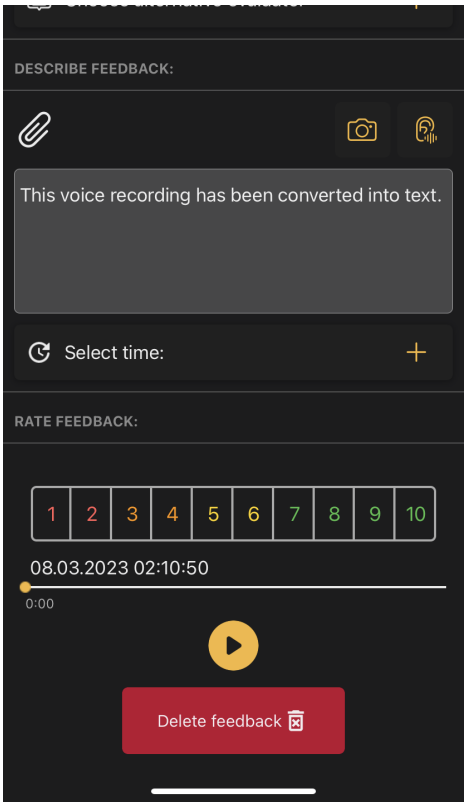 DESCRIBE FEEDBACK:
This voice recording has been converted into text.
Select time:
RATE FEEDBACK:
1 2 3 4 5 6 7 8 9 10
08.03.2023 02:10:50
0:00
Delete feedback